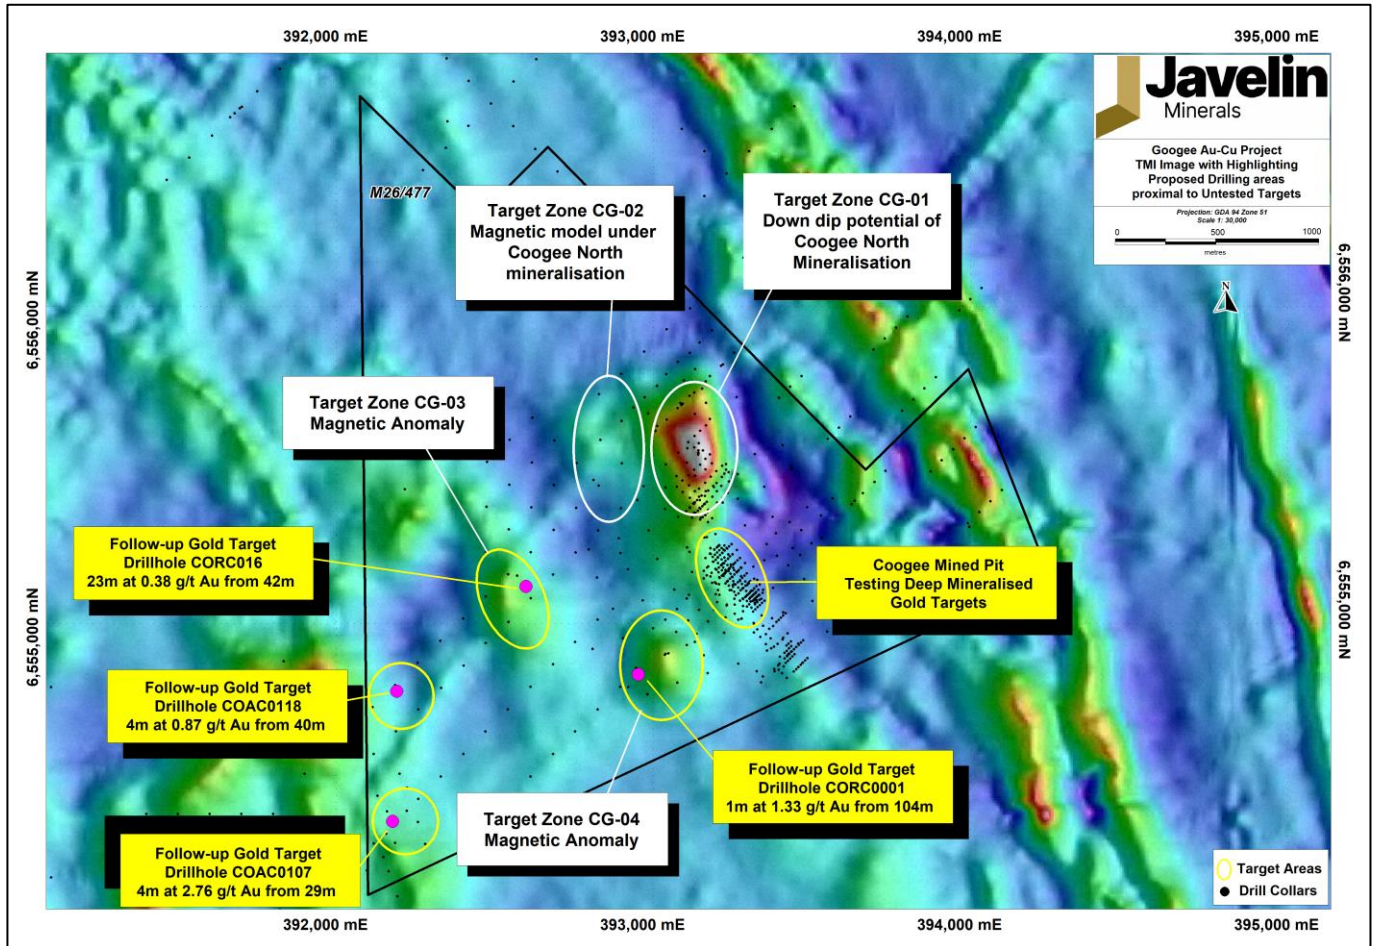 392,000 mE
393,000 mE
394,000 mE
395,000 mE
Javelin
Minerals
Googee Au-Cu Project
TMI Image with Highlighting
Proposed Drilling areas
proximal to Untested Targets
Projection: GDA 94 Zone 51
Scale 1: 30,000
0
500
1000
metres
M26/477
Target Zone CG-02
Magnetic model under
Coogee North
mineralisation
Target Zone CG-01
Down dip potential of
Coogee North
Mineralisation
6,556,000 mN
6,556,000 mN
N
Target Zone CG-03
Magnetic Anomaly
Follow-up Gold Target
Drillhole CORC016
23m at 0.38 g/t Au from 42m
Coogee Mined Pit
Testing Deep Mineralised
Gold Targets
6,555,000 mN
6,555,000 mN
Follow-up Gold Target
Drillhole COAC0118
4m at 0.87 g/t Au from 40m
Follow-up Gold Target
Drillhole CORC0001
1m at 1.33 g/t Au from 104m
Target Zone CG-04
Magnetic Anomaly
Follow-up Gold Target
Drillhole COAC0107
4m at 2.76 g/t Au from 29m
Target Areas
Drill Collars
392,000 mE
393,000 mE
394,000 mE
395,000 mE